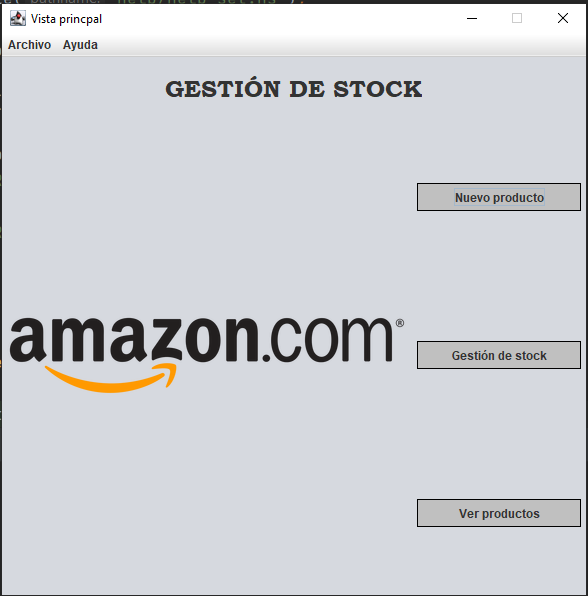 Vista princpal
Archivo Ayuda
GESTIÓN DE STOCK
Nuevo producto
amazon.com®
Gestión de stock
Ver productos